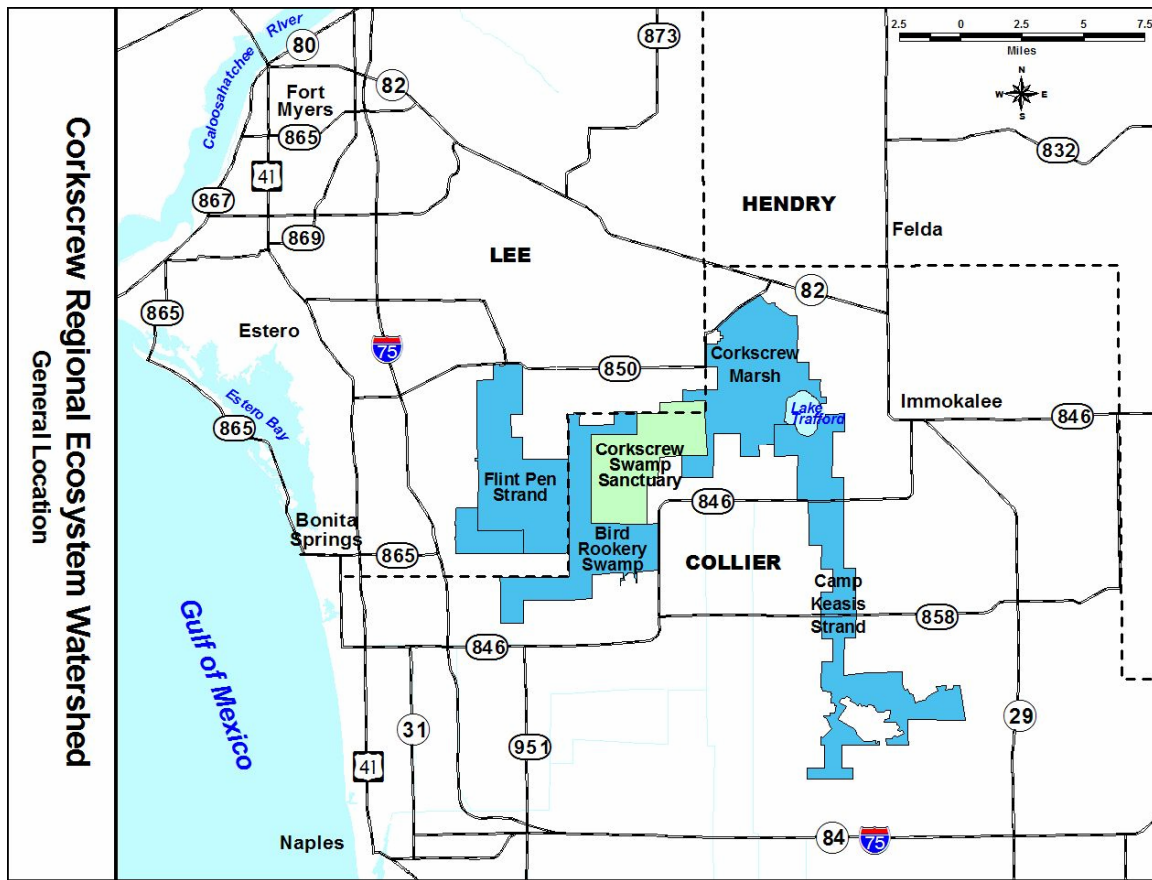 Corkscrew Regional Ecosystem Watershed
General Location
2.5
0
2.5
7.5
Miles
N
W
E
S
Caloosahatchee River
80
873
82
Fort
Myers
865
832
41
867
HENDRY
869
Felda
LEE
82
865
Estero
75
Corkscrew
Marsh
850
Estero Bay
Lake
Trafford
Immokalee
846
865
Corkscrew
Swamp
Sanctuary
Flint Pen
Strand
846
Bonita
Springs
865
Bird
Rookery
Swamp
COLLIER
Camp
Keasis
Strand
858
846
Gulf of Mexico
31
951
29
41
Naples
84
75